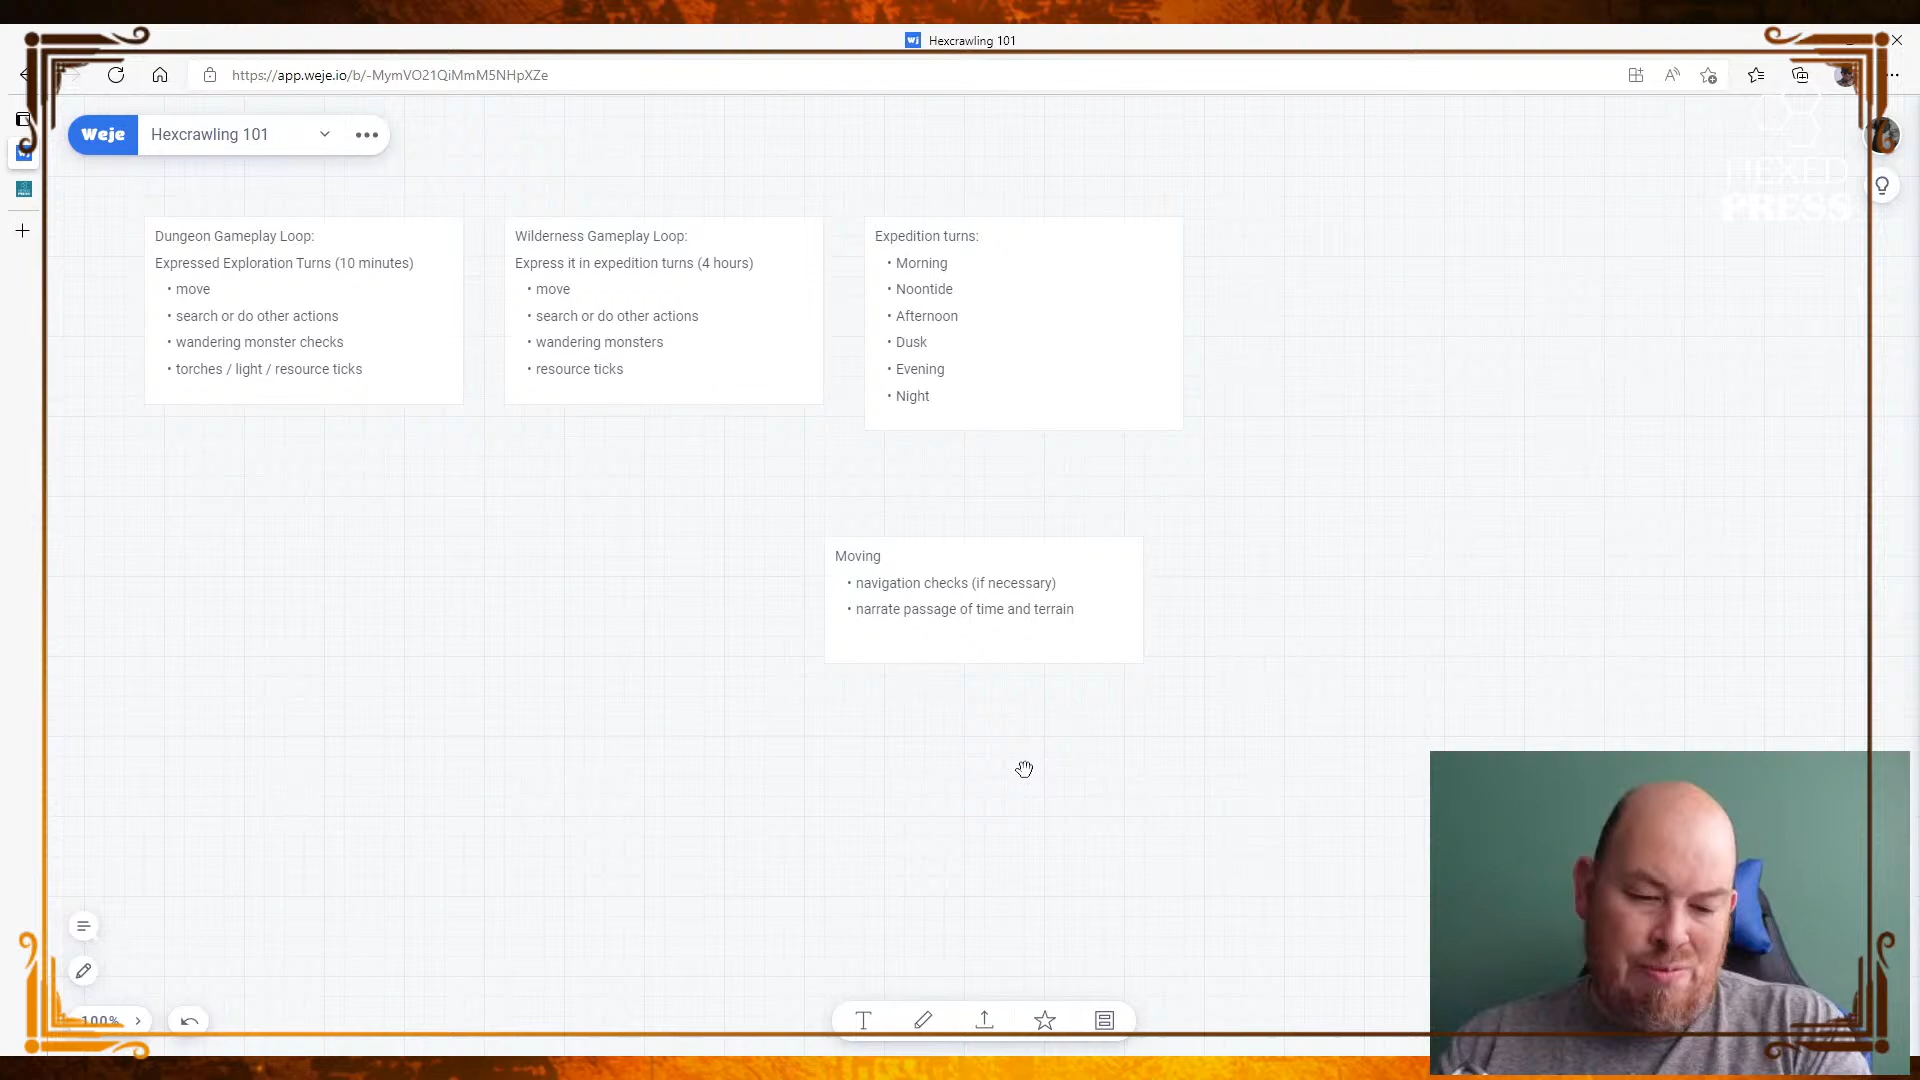 Hexcrawling 101
https://app.weje.io/b/-MymVO21QiMmM5NHpXZe
Weje
Hexcrawling 101
HEXED
PRESS
Dungeon Gameplay Loop:
Expressed Exploration Turns (10 minutes)
• move
• search or do other actions
• wandering monster checks
• torches / light / resource ticks
Wilderness Gameplay Loop:
Express it in expedition turns (4 hours)
• move
• search or do other actions
• wandering monsters
• resource ticks
Expedition turns:
• Morning
• Noontide
• Afternoon
• Dusk
• Evening
• Night
Moving
• navigation checks (if necessary)
• narrate passage of time and terrain
100%